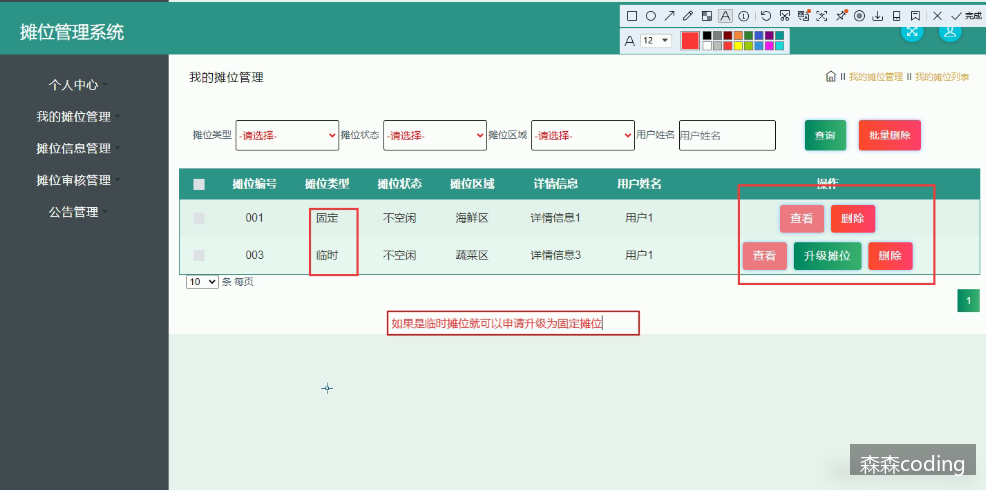 摊位管理系统
A 12 完成
个人中心
我的摊位管理
摊位信息管理
摊位审核管理
公告管理
我的摊位管理
我的摊位管理 II 我的摊位列表
摊位类型 -请选择- 摊位状态 -请选择- 摊位区域 -请选择- 用户姓名 用户姓名 查询 批量删除
摊位编号 摊位类型 摊位状态 摊位区域 详情信息 用户姓名 操作
001 固定 不空闲 海鲜区 详情信息1 用户1 查看 删除
003 临时 不空闲 蔬菜区 详情信息3 用户1 查看 升级摊位 删除
10 条 每页
1
如果是临时摊位就可以申请升级为固定摊位
森森coding